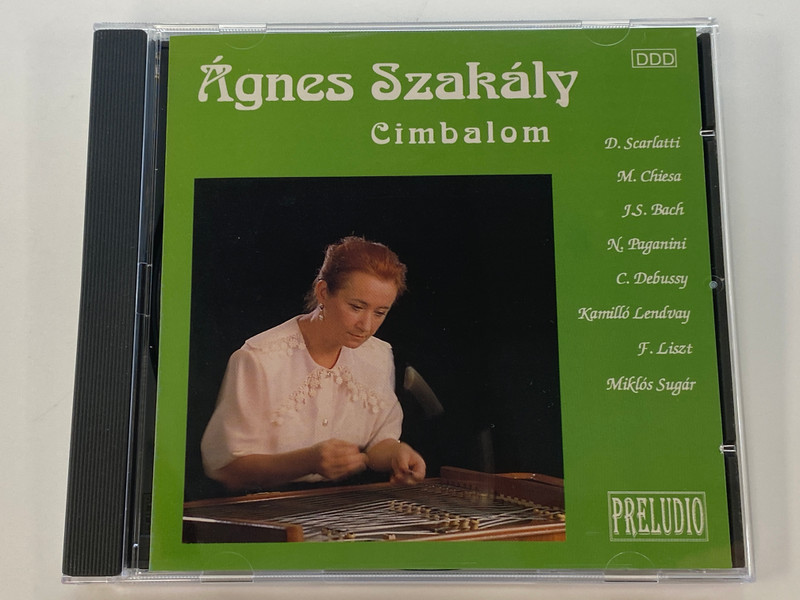 Ágnes Szakály
Cimbalom
DDD
D. Scarlatti
M. Chiesa
J.S. Bach
N. Paganini
C. Debussy
Kamilló Lendvay
F. Liszt
Miklós Sugár
PRELUDIO